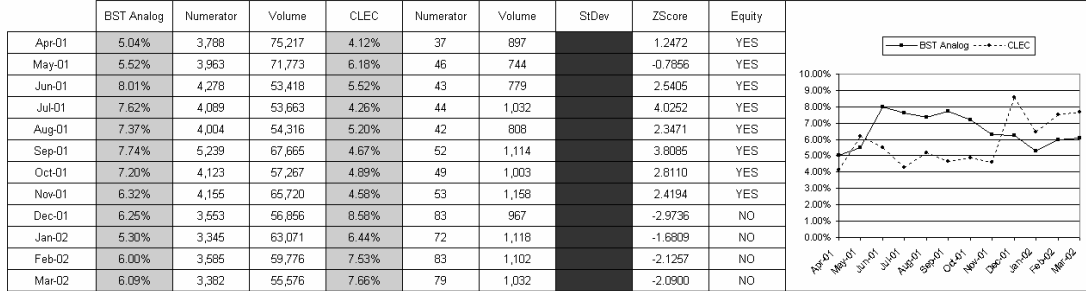 BST Analog Numerator Volume CLEC Numerator Volume StDev ZScore Equity
Apr-01 5.04% 3,788 75,217 4.12% 37 897 1.2472 YES
May-01 5.52% 3,963 71,773 6.18% 46 744 -0.7856 YES
Jun-01 8.01% 4,278 53,418 5.52% 43 779 2.5405 YES
Jul-01 7.62% 4,089 53,663 4.26% 44 1,032 4.0252 YES
Aug-01 7.37% 4,004 54,316 5.20% 42 808 2.3471 YES
Sep-01 7.74% 5,239 67,665 4.67% 52 1,114 3.8085 YES
Oct-01 7.20% 4,123 57,267 4.89% 49 1,003 2.8110 YES
Nov-01 6.32% 4,155 65,720 4.58% 53 1,158 2.4194 YES
Dec-01 6.25% 3,553 56,856 8.58% 83 967 -2.9736 NO
Jan-02 5.30% 3,345 63,071 6.44% 72 1,118 -1.6809 NO
Feb-02 6.00% 3,585 59,776 7.53% 83 1,102 -2.1257 NO
Mar-02 6.09% 3,382 55,576 7.66% 79 1,032 -2.0900 NO
BST Analog CLEC
10.00%
9.00%
8.00%
7.00%
6.00%
5.00%
4.00%
3.00%
2.00%
1.00%
0.00%
Apr-01 May-01 Jun-01 Jul-01 Aug-01 Sep-01 Oct-01 Nov-01 Dec-01 Jan-02 Feb-02 Mar-02